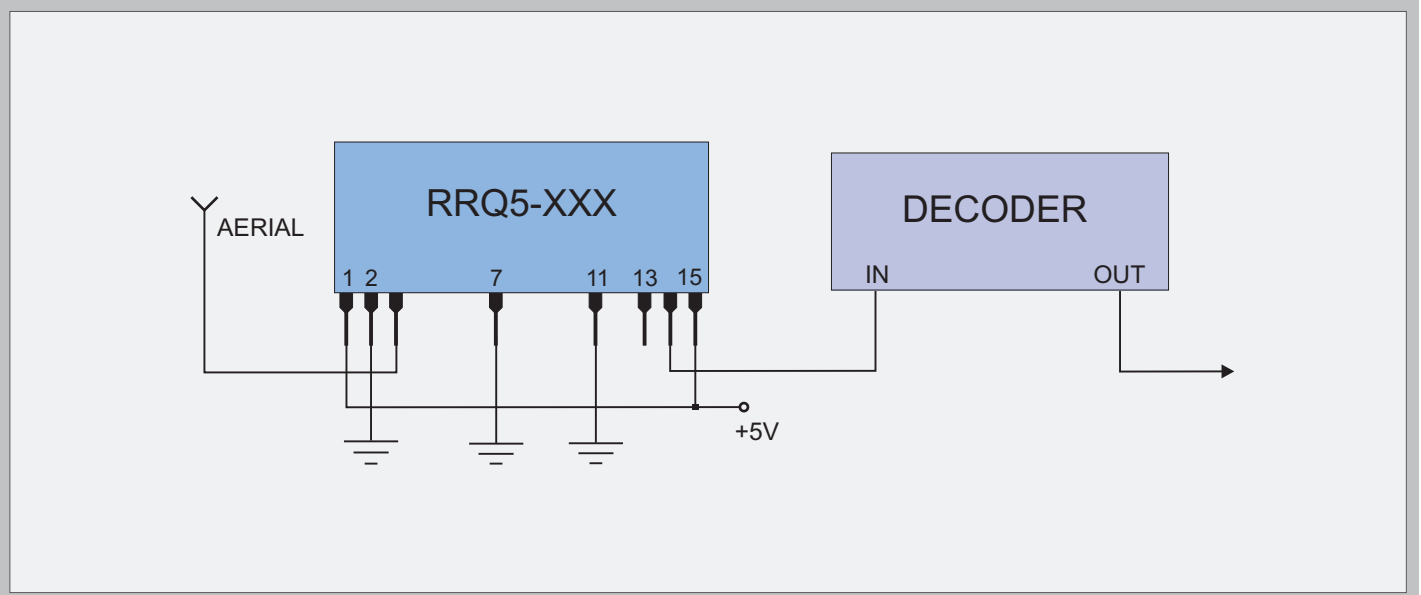 RRQ5-XXX
DECODER
AERIAL
1 2 7 11 13 15
IN OUT
+5V